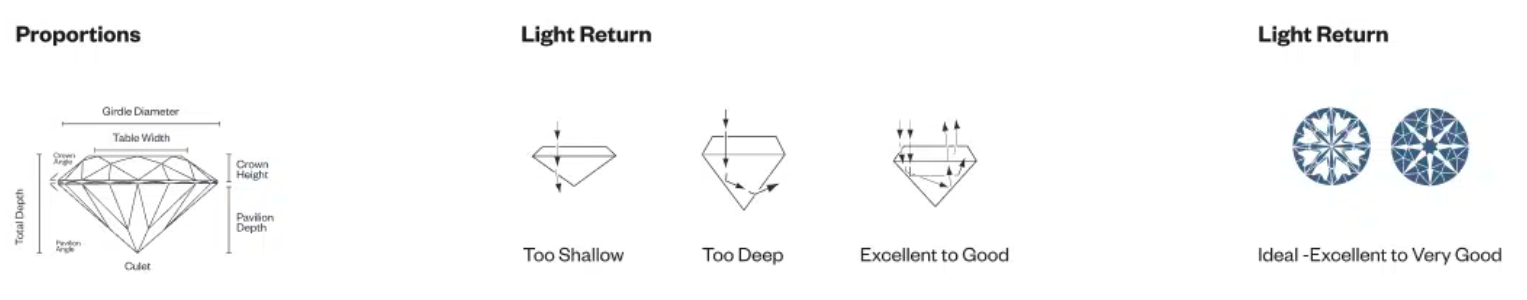 Proportions
Light Return
Light Return
Girdle Diameter
Table Width
Crown
Angle
Crown
Height
Total Depth
Pavilion
Depth
Pavilion
Angle
Culet
Too Shallow
Too Deep
Excellent to Good
Ideal -Excellent to Very Good